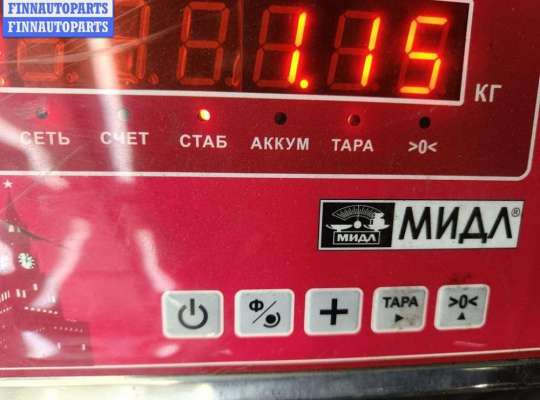 FINNAUTOPARTS
FINNAUTOPARTS
1.15
КГ
СЕТЬ СЧЕТ СТАБ АККУМ ТАРА >0<
МИДЛ МИДЛ®
Ф + ТАРА >0<